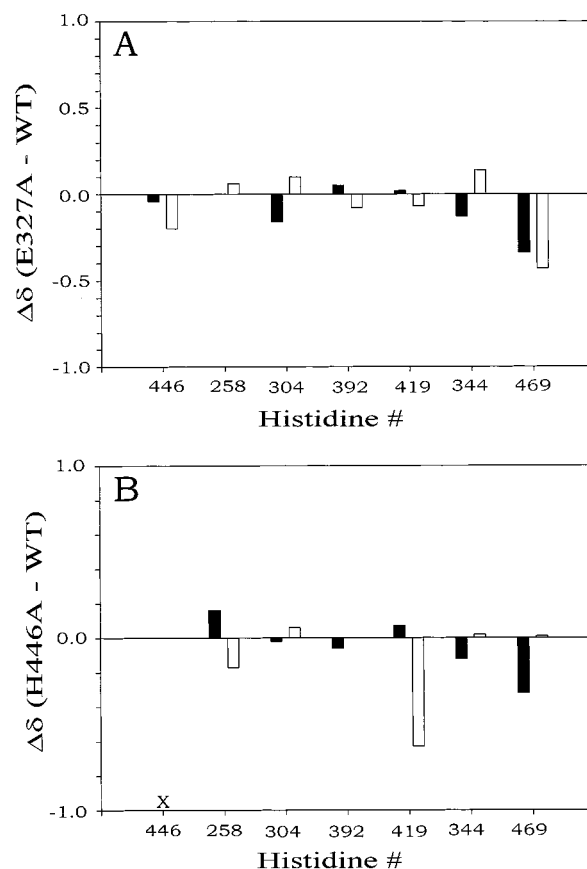 A
Δδ (E327A - WT)
1.0
0.5
0.0
-0.5
-1.0
446 258 304 392 419 344 469
Histidine #
B
Δδ (H446A - WT)
1.0
0.0
-1.0
X
446 258 304 392 419 344 469
Histidine #